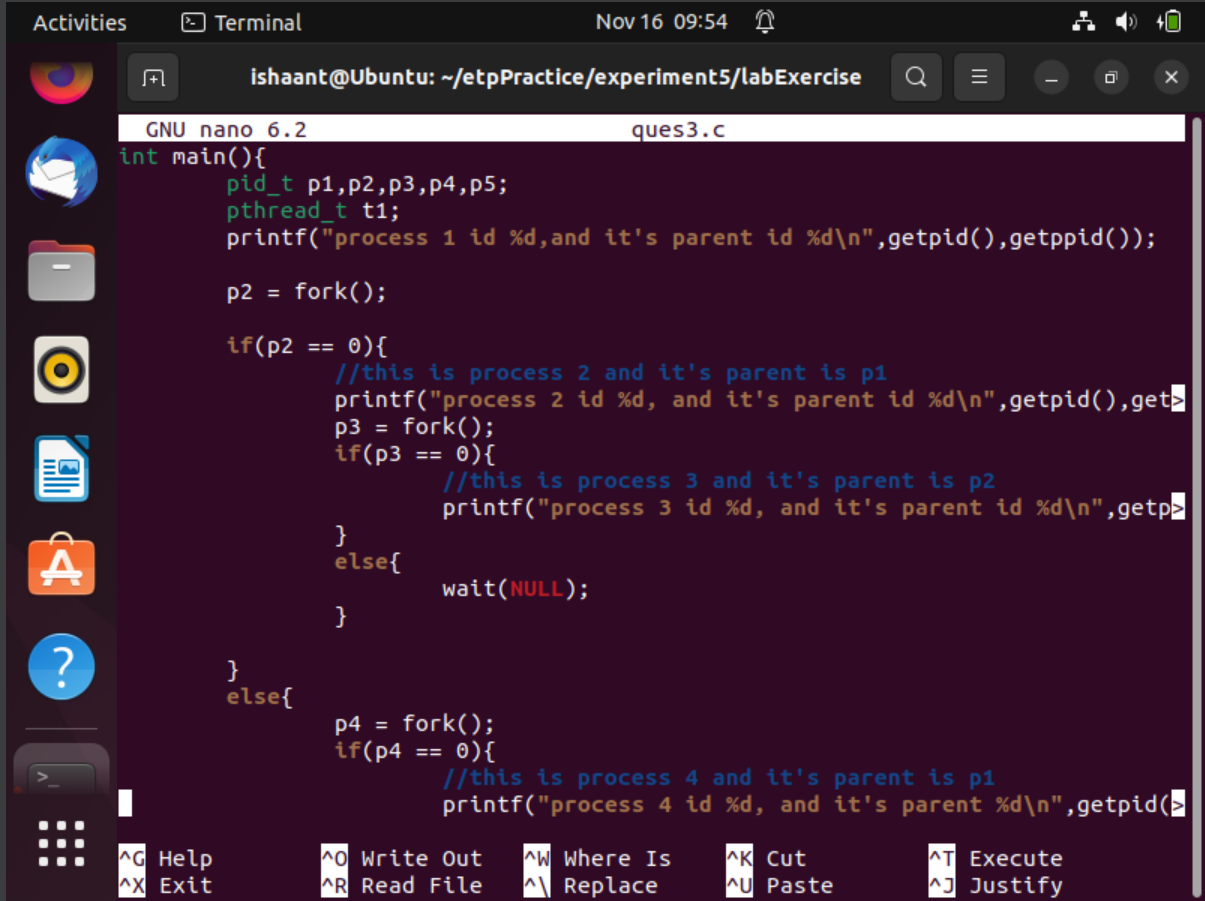 Activities Terminal Nov 16 09:54
ishaant@Ubuntu: ~/etpPractice/experiment5/labExercise
GNU nano 6.2 ques3.c
int main(){
pid_t p1,p2,p3,p4,p5;
pthread_t t1;
printf("process 1 id %d,and it's parent id %d\n",getpid(),getppid());
p2 = fork();
if(p2 == 0){
//this is process 2 and it's parent is p1
printf("process 2 id %d, and it's parent id %d\n",getpid(),get>
p3 = fork();
if(p3 == 0){
//this is process 3 and it's parent is p2
printf("process 3 id %d, and it's parent id %d\n",getp>
}
else{
wait(NULL);
}
}
else{
p4 = fork();
if(p4 == 0){
//this is process 4 and it's parent is p1
printf("process 4 id %d, and it's parent %d\n",getpid(>
^G Help ^O Write Out ^W Where Is ^K Cut ^T Execute
^X Exit ^R Read File ^\ Replace ^U Paste ^J Justify